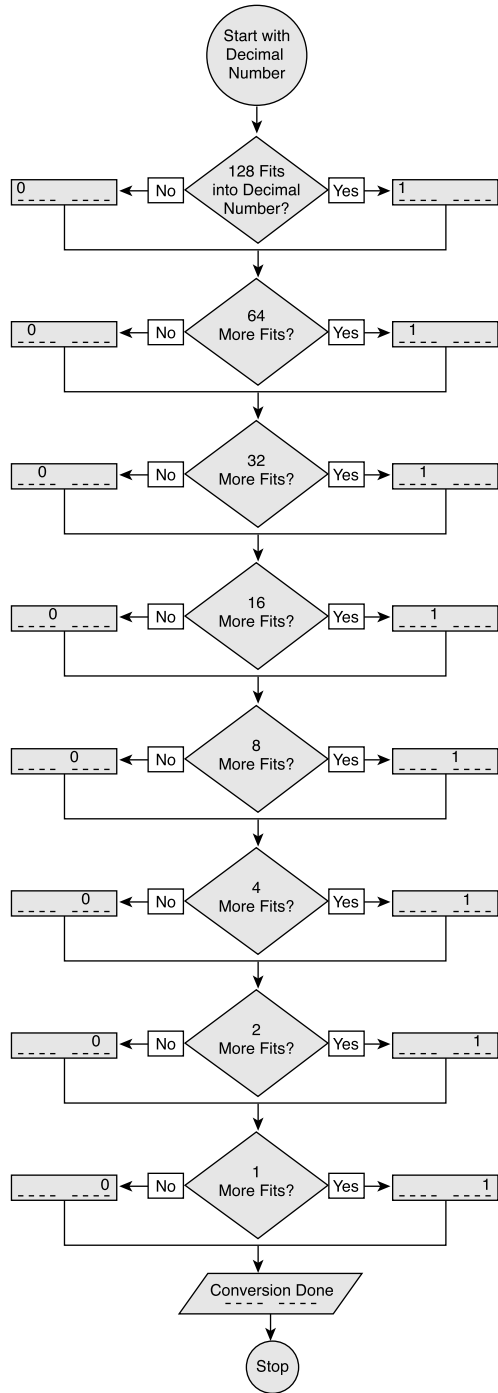 Start with
Decimal
Number
128 Fits
into Decimal
Number?
No
Yes
0
_ _ _ _ _ _ _ _
1
_ _ _ _ _ _ _ _
64
More Fits?
No
Yes
0
_ _ _ _ _ _ _ _
1
_ _ _ _ _ _ _ _
32
More Fits?
No
Yes
0
_ _ _ _ _ _ _ _
1
_ _ _ _ _ _ _ _
16
More Fits?
No
Yes
0
_ _ _ _ _ _ _ _
1
_ _ _ _ _ _ _ _
8
More Fits?
No
Yes
0
_ _ _ _ _ _ _ _
1
_ _ _ _ _ _ _ _
4
More Fits?
No
Yes
0
_ _ _ _ _ _ _ _
1
_ _ _ _ _ _ _ _
2
More Fits?
No
Yes
0
_ _ _ _ _ _ _ _
1
_ _ _ _ _ _ _ _
1
More Fits?
No
Yes
0
_ _ _ _ _ _ _ _
1
_ _ _ _ _ _ _ _
Conversion Done
_ _ _ _ _ _ _ _
Stop